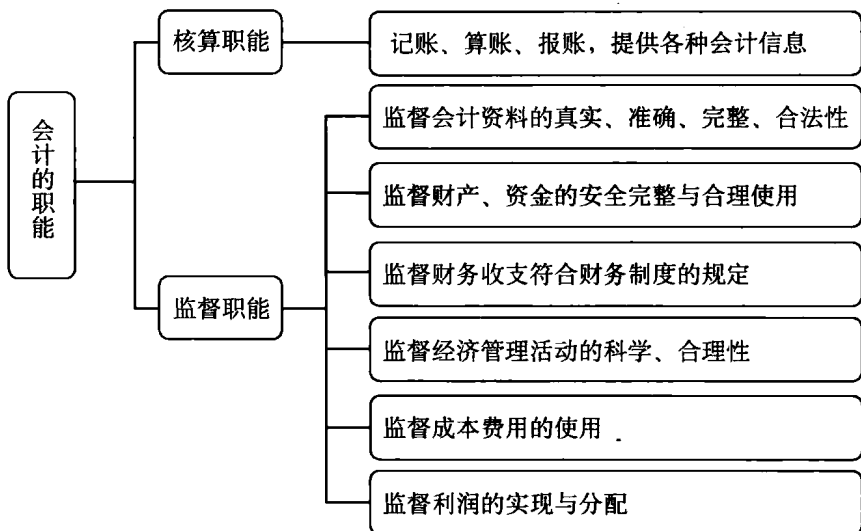 会计的职能
核算职能
记账、算账、报账，提供各种会计信息
监督职能
监督会计资料的真实、准确、完整、合法性
监督财产、资金的安全完整与合理使用
监督财务收支符合财务制度的规定
监督经济管理活动的科学、合理性
监督成本费用的使用
监督利润的实现与分配